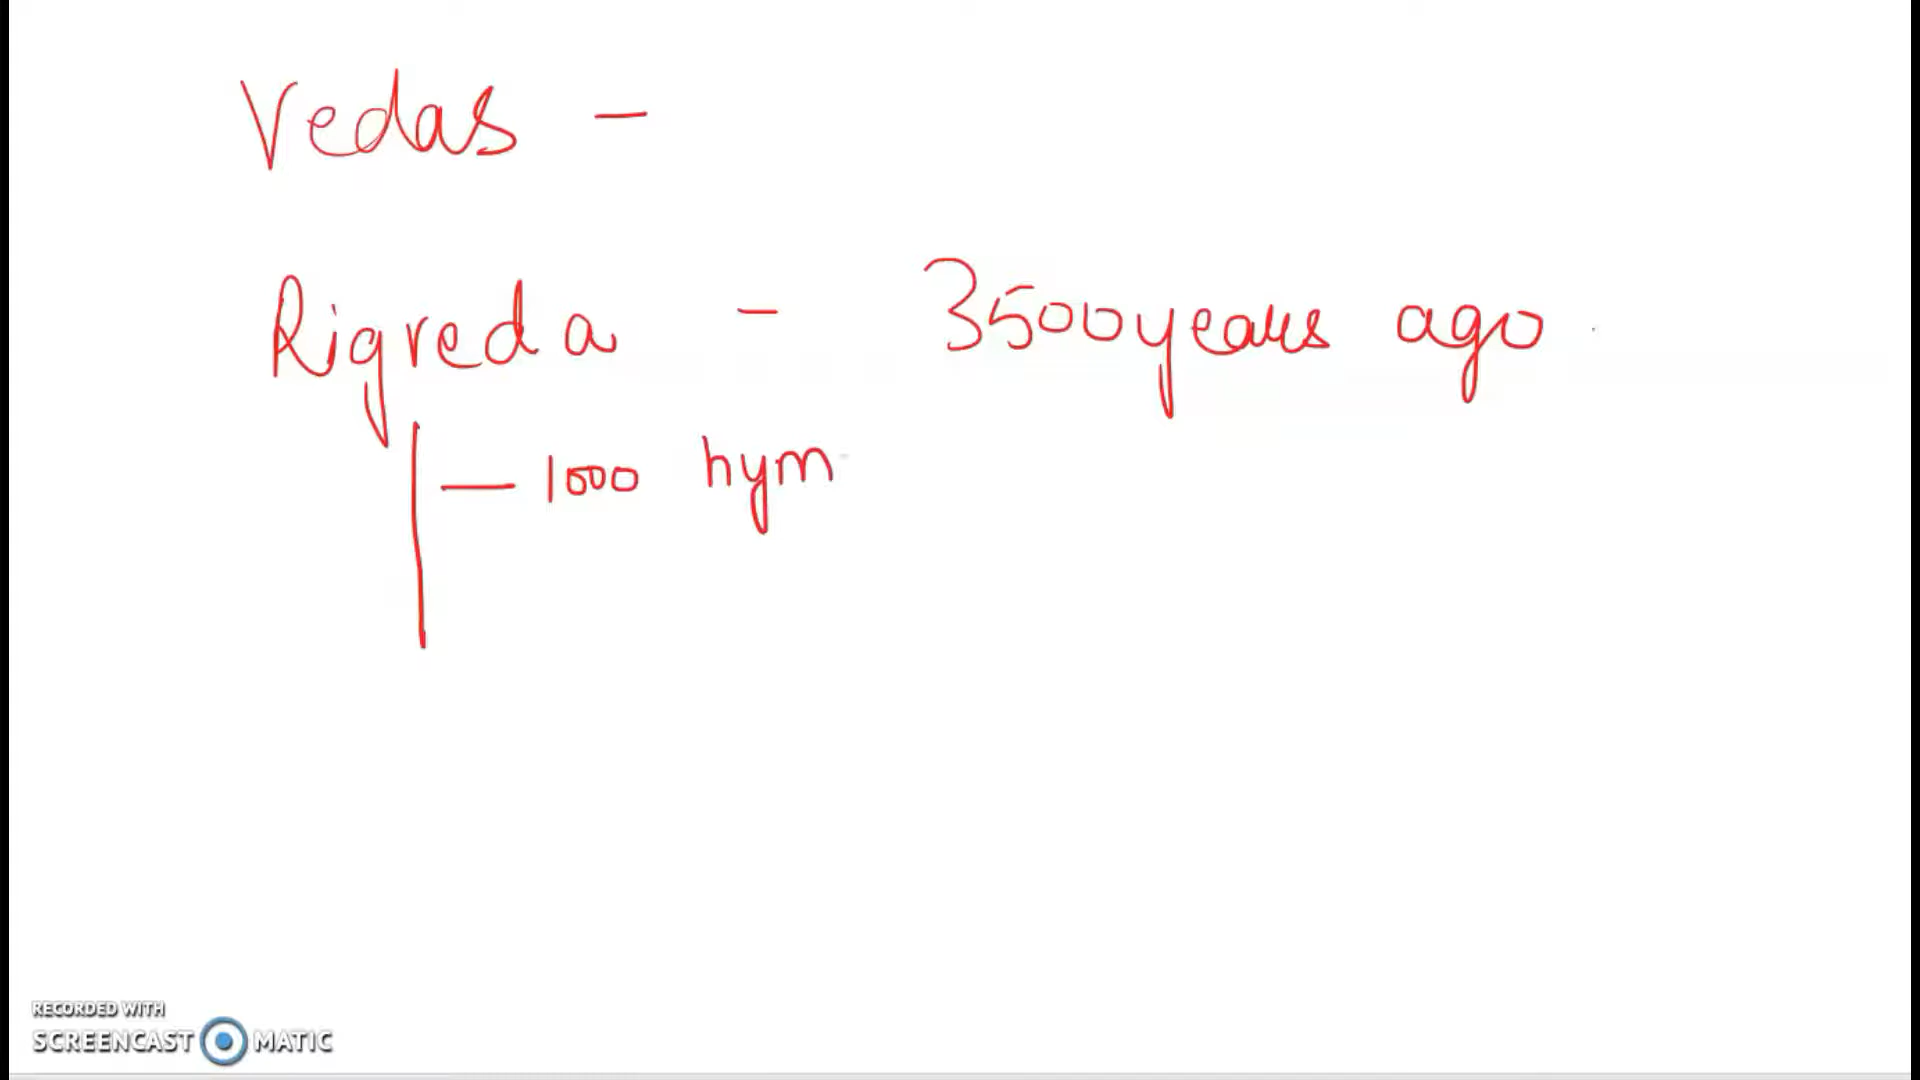 Vedas -
Rigveda - 3500 years ago
- 1000 hym
RECORDED WITH
SCREENCAST MATIC